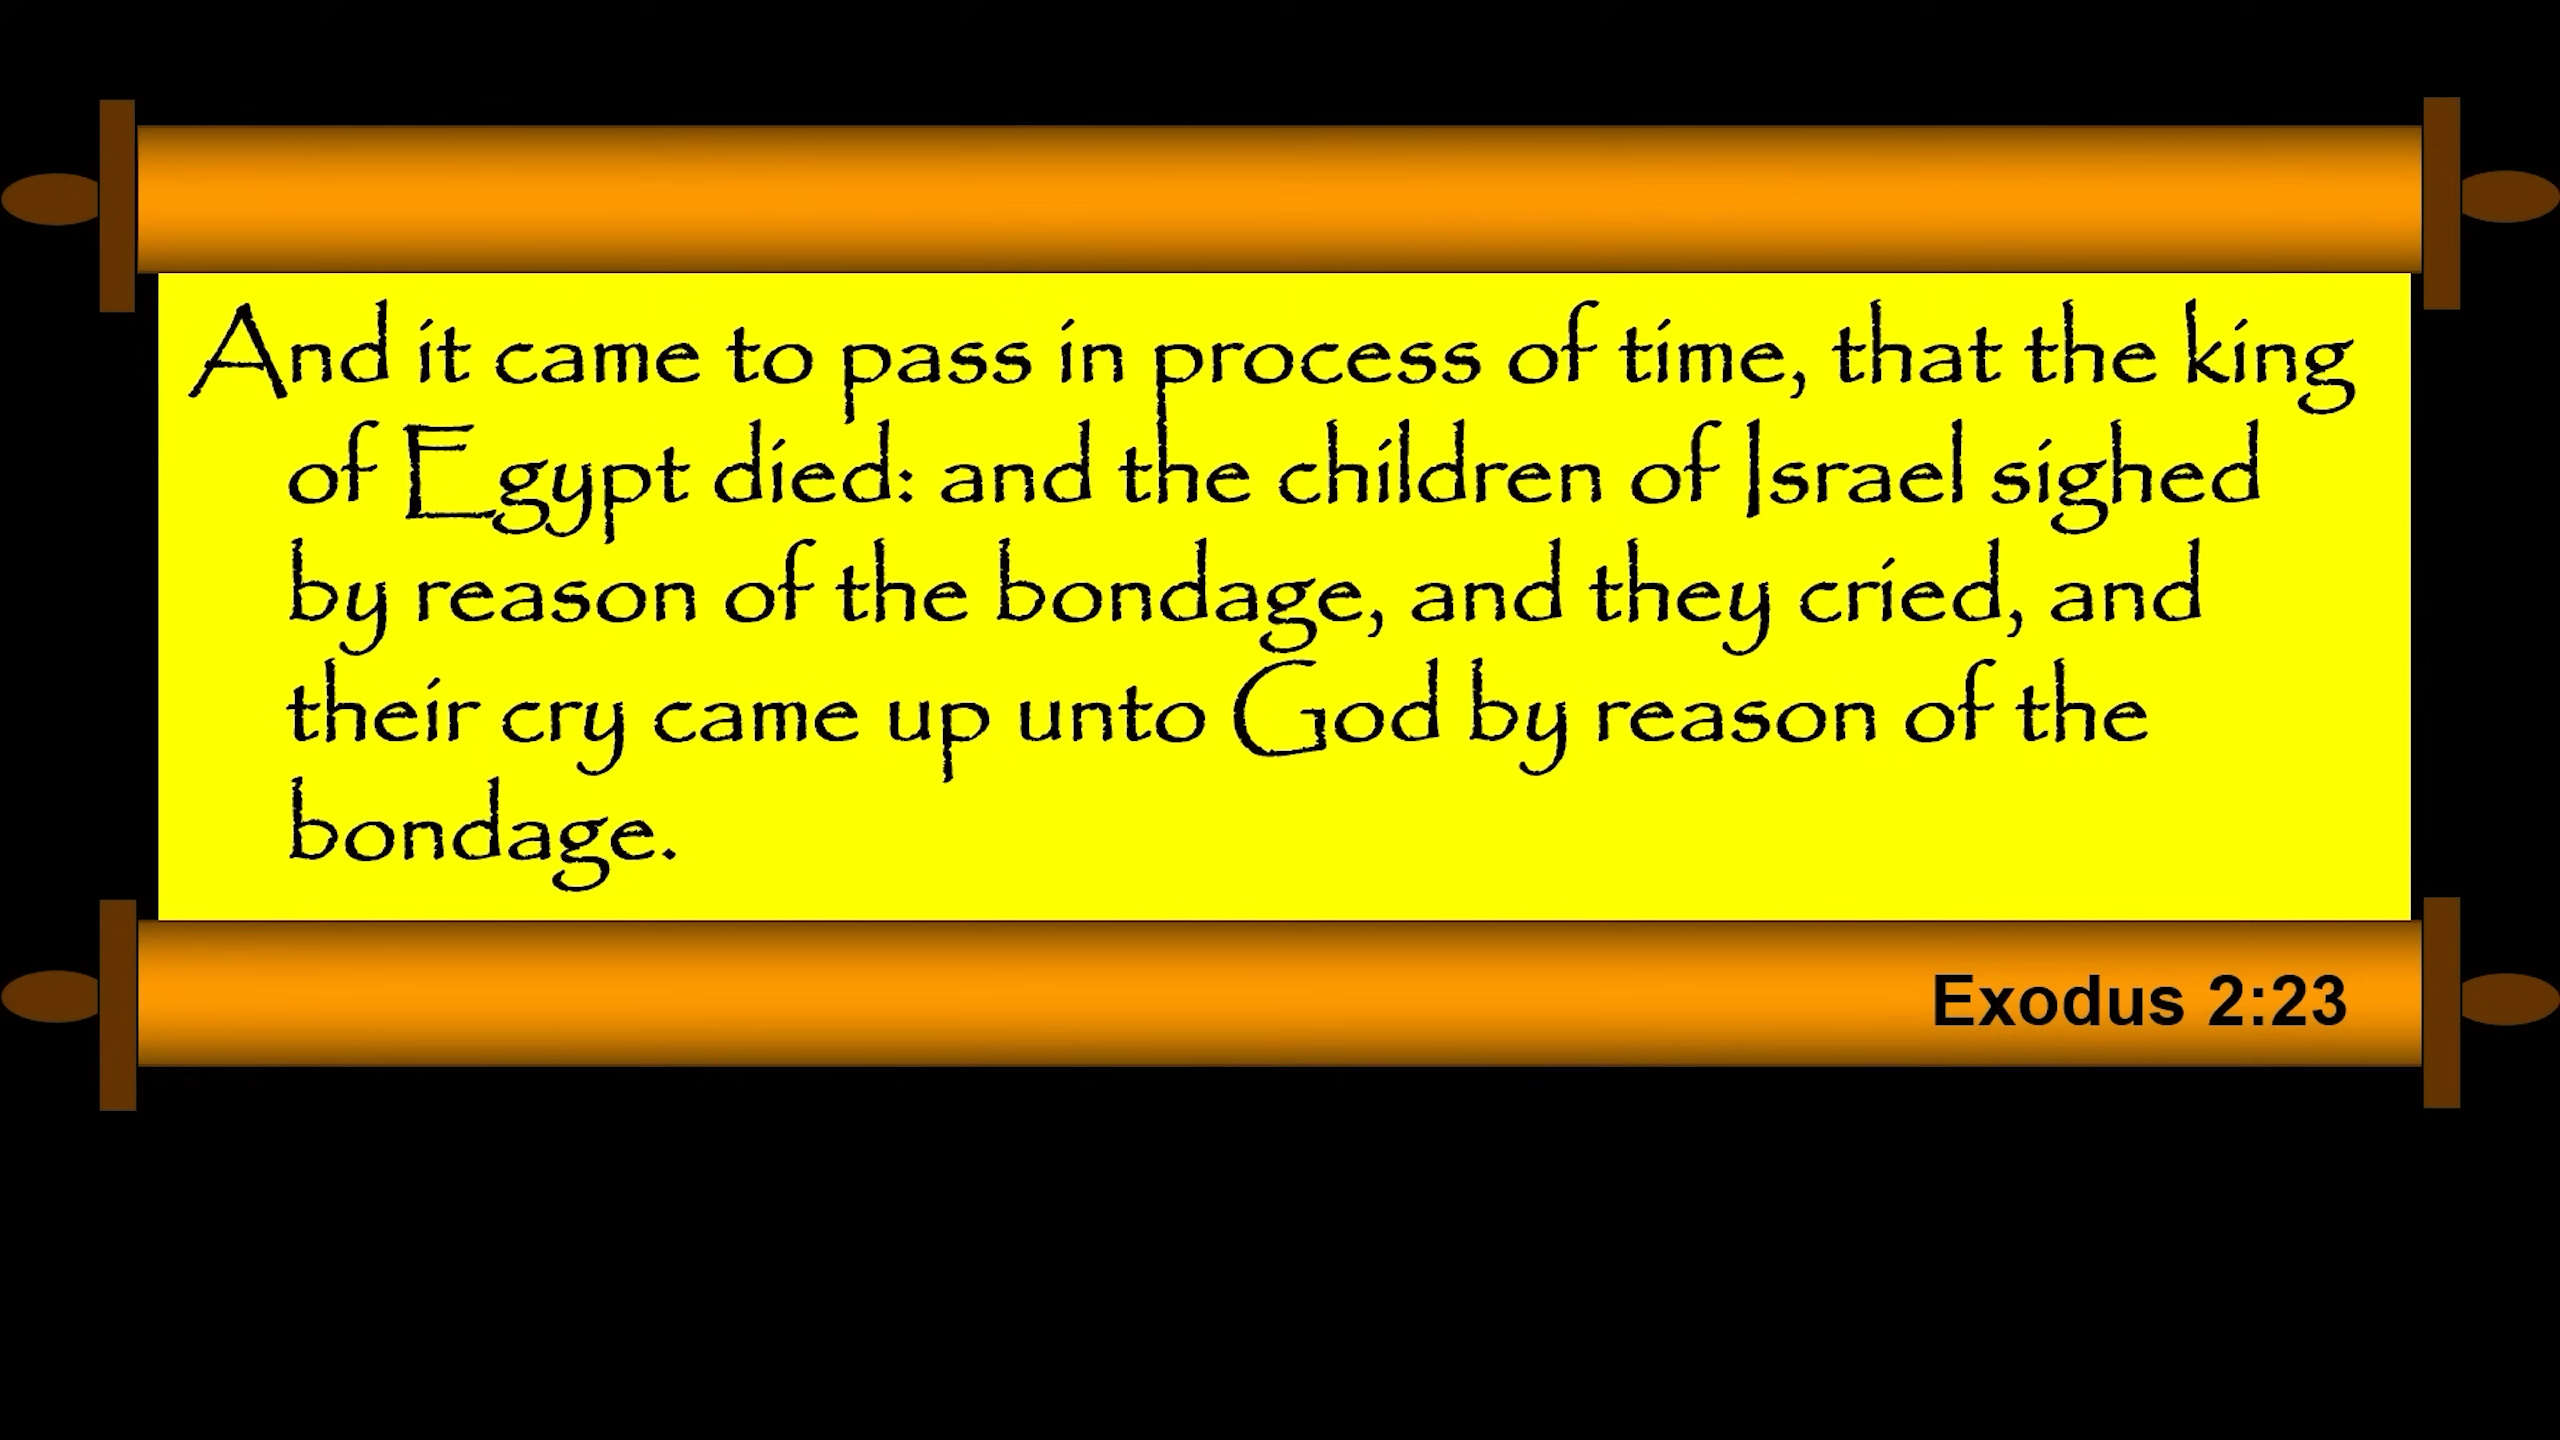 And it came to pass in process of time, that the king
of Egypt died: and the children of Israel sighed
by reason of the bondage, and they cried, and
their cry came up unto God by reason of the
bondage.
Exodus 2:23